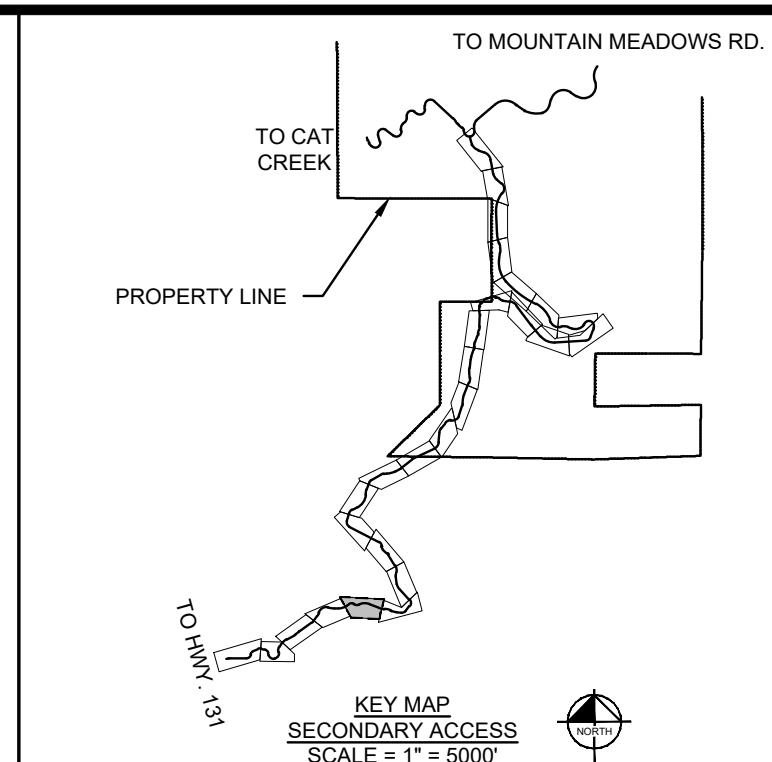 TO MOUNTAIN MEADOWS RD.
TO CAT
CREEK
PROPERTY LINE
TO HWY. 131
KEY MAP
SECONDARY ACCESS
SCALE = 1" = 5000'
NORTH